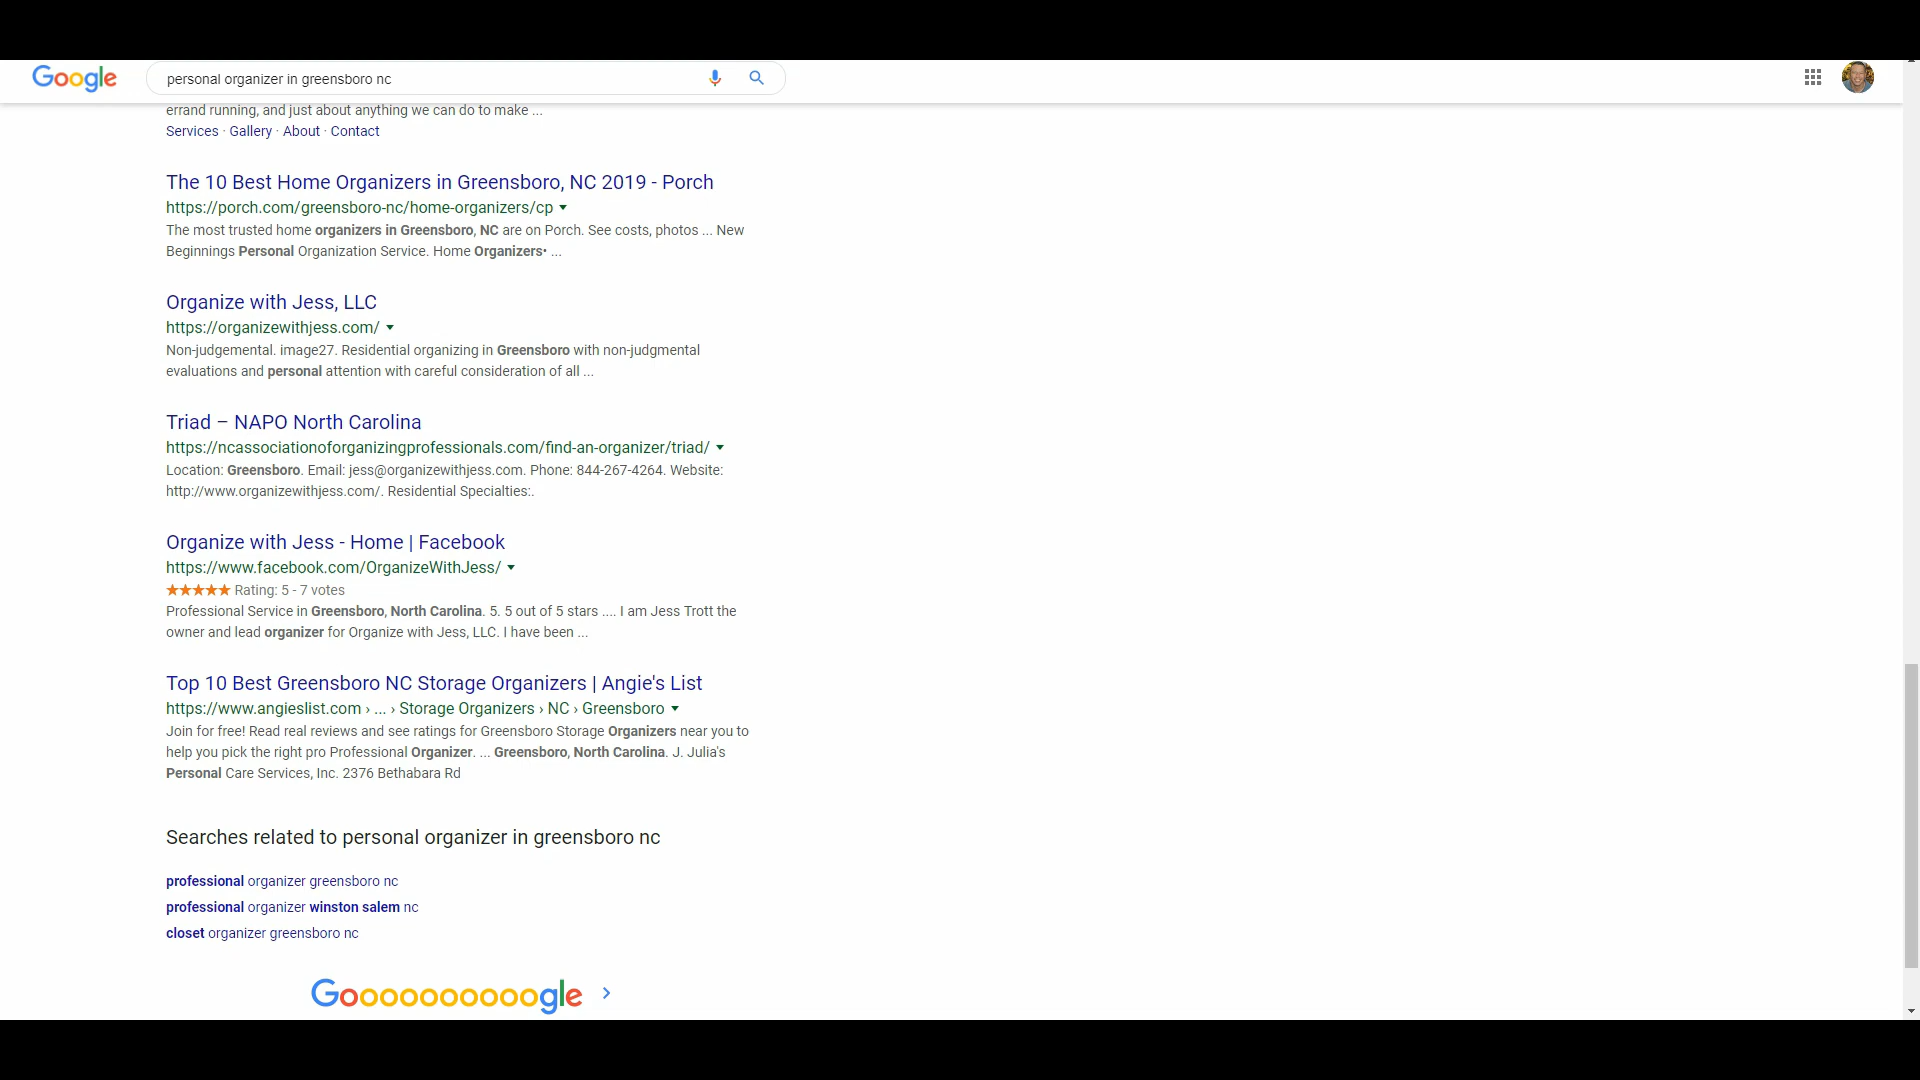 Google
personal organizer in greensboro nc
errand running, and just about anything we can do to make ...
Services · Gallery · About · Contact
The 10 Best Home Organizers in Greensboro, NC 2019 - Porch
https://porch.com/greensboro-nc/home-organizers/cp
The most trusted home organizers in Greensboro, NC are on Porch. See costs, photos ... New
Beginnings Personal Organization Service. Home Organizers• ...
Organize with Jess, LLC
https://organizewithjess.com/
Non-judgemental. image27. Residential organizing in Greensboro with non-judgmental
evaluations and personal attention with careful consideration of all ...
Triad – NAPO North Carolina
https://ncassociationoforganizingprofessionals.com/find-an-organizer/triad/
Location: Greensboro. Email: jess@organizewithjess.com. Phone: 844-267-4264. Website:
http://www.organizewithjess.com/. Residential Specialties:.
Organize with Jess - Home | Facebook
https://www.facebook.com/OrganizeWithJess/
Rating: 5 - 7 votes
Professional Service in Greensboro, North Carolina. 5. 5 out of 5 stars .... I am Jess Trott the
owner and lead organizer for Organize with Jess, LLC. I have been ...
Top 10 Best Greensboro NC Storage Organizers | Angie's List
https://www.angieslist.com › ... › Storage Organizers › NC › Greensboro
Join for free! Read real reviews and see ratings for Greensboro Storage Organizers near you to
help you pick the right pro Professional Organizer. ... Greensboro, North Carolina. J. Julia's
Personal Care Services, Inc. 2376 Bethabara Rd
Searches related to personal organizer in greensboro nc
professional organizer greensboro nc
professional organizer winston salem nc
closet organizer greensboro nc
Goooooooooogle